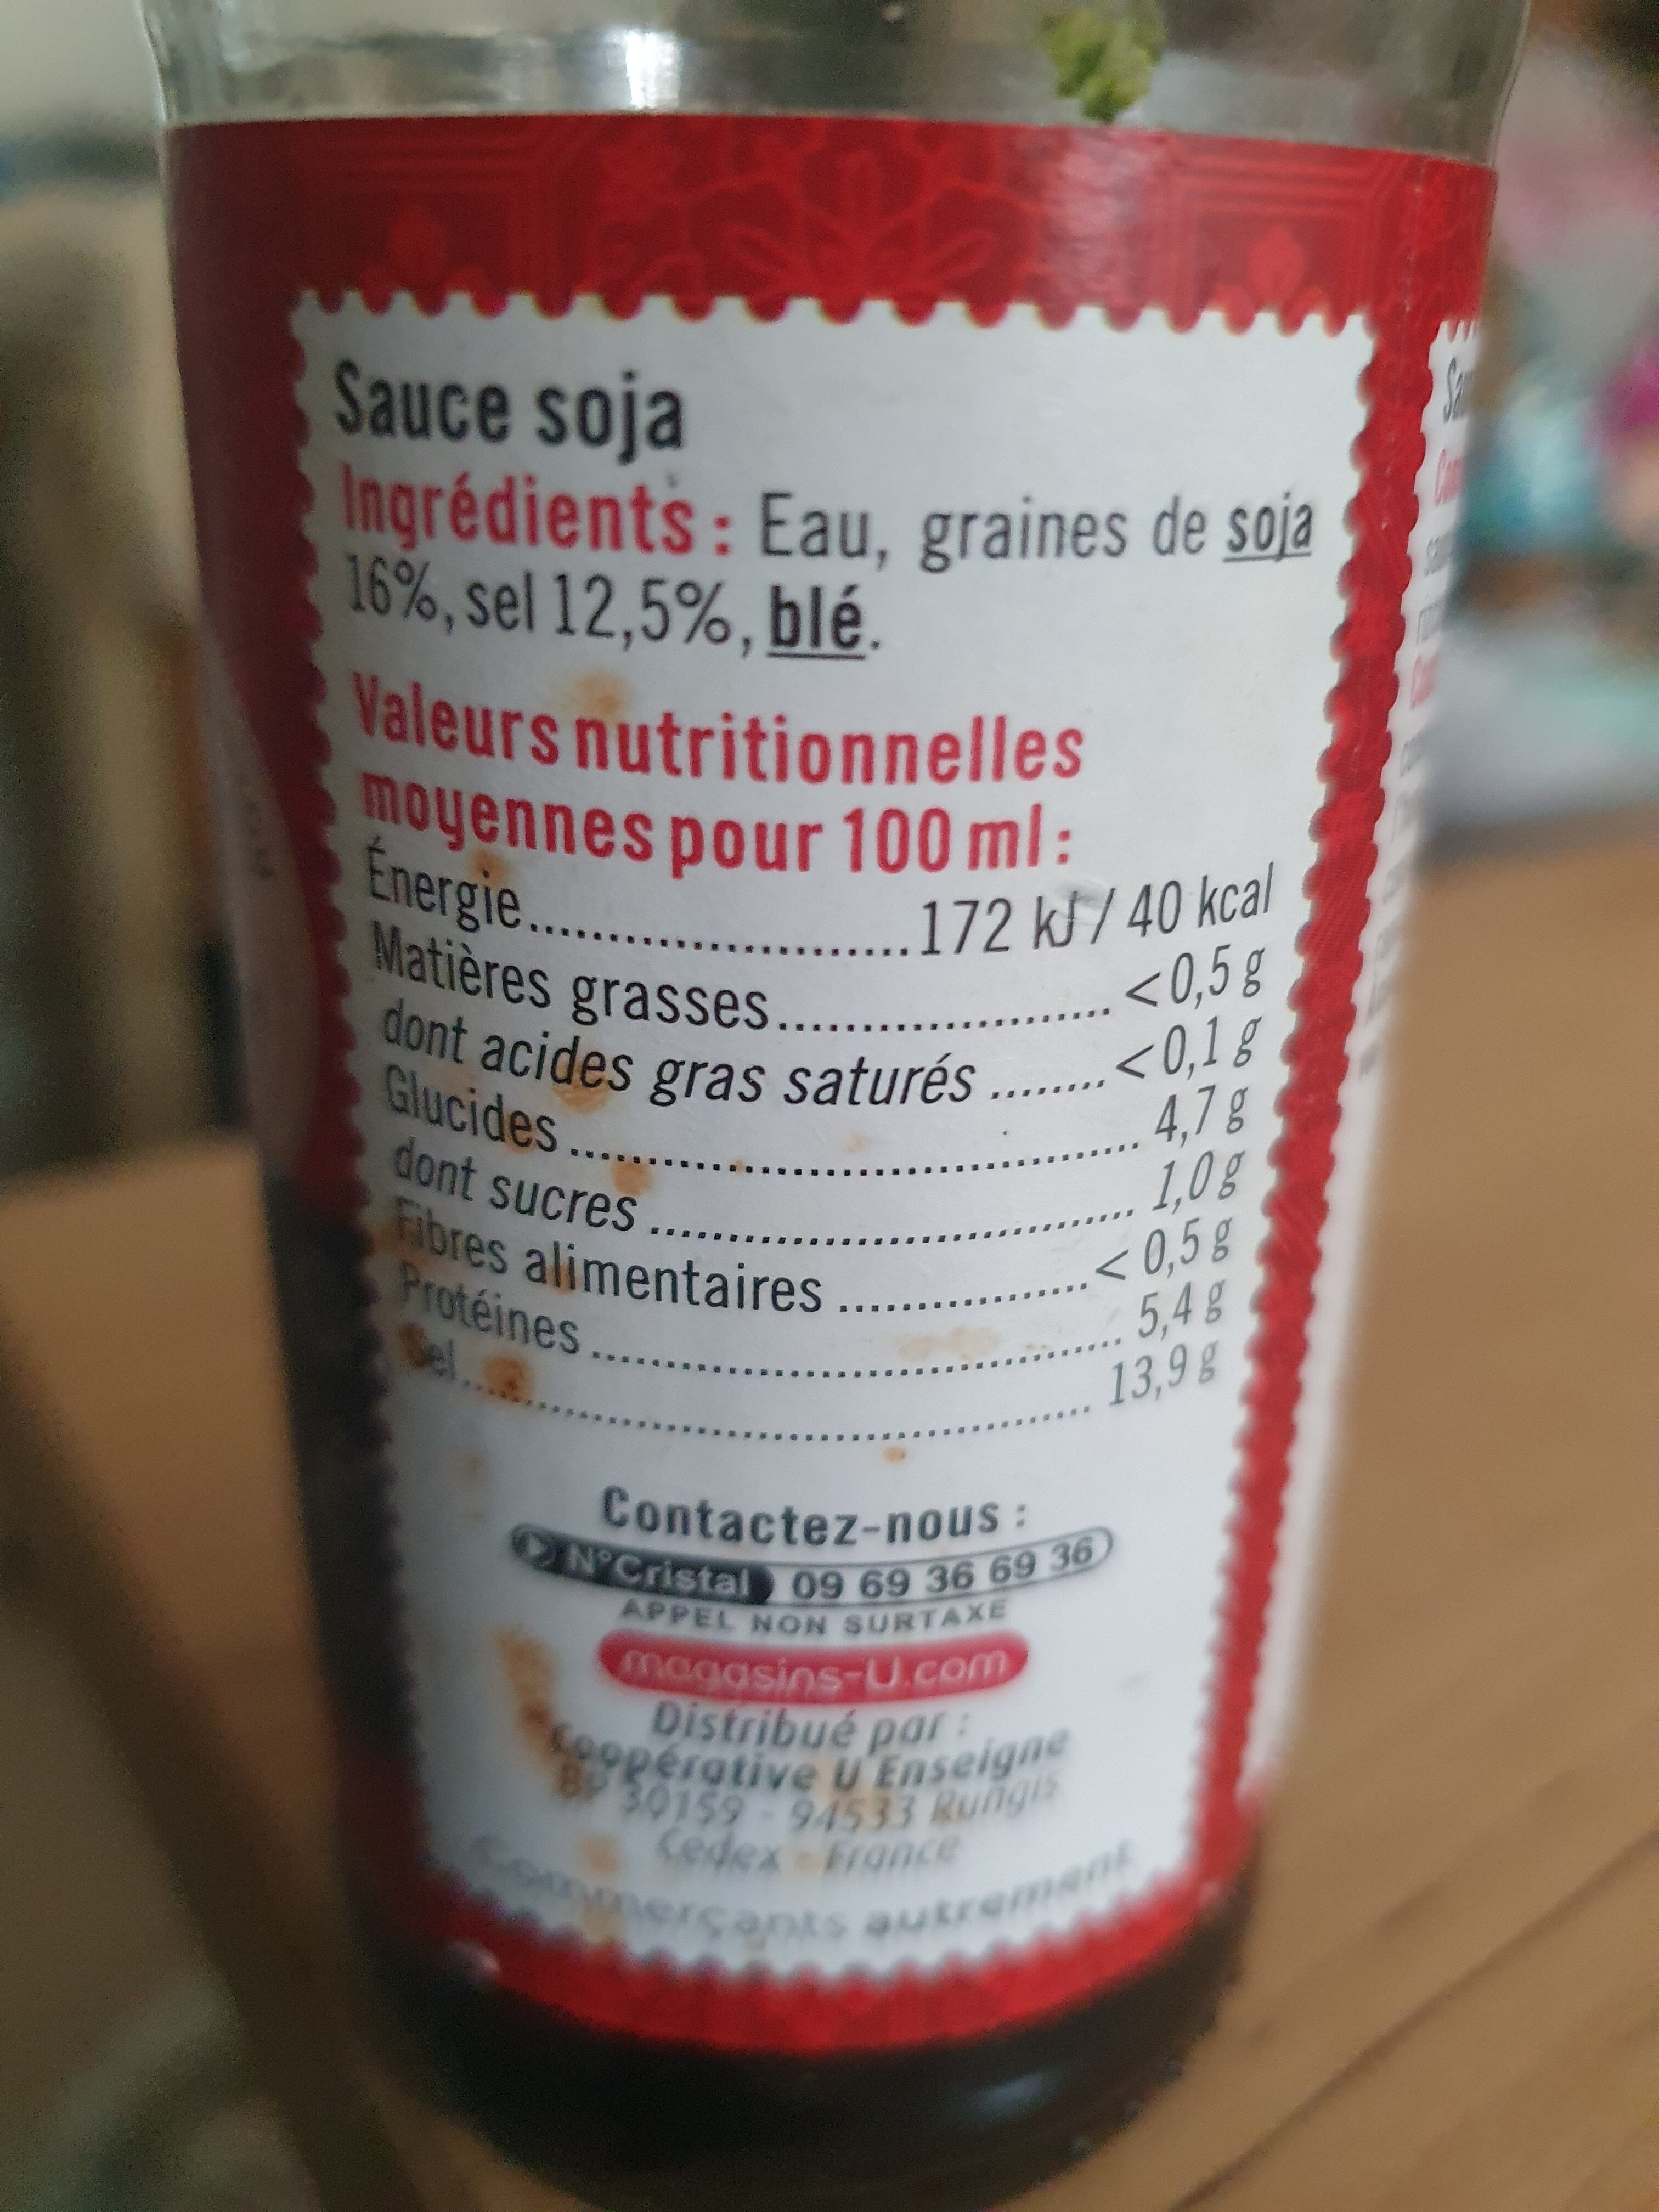 Sauce soja
Ingrédients : Eau, graines de soja
16%, sel 12,5%, blé.
Valeurs nutritionnelles
moyennes pour 100 ml :
Énergie..........................172 kJ / 40 kcal
Matières grasses........................ <0,5 g
dont acides gras saturés ........<0,1 g
Glucides ........................................ 4,7 g
dont sucres .................................. 1,0 g
Fibres alimentaires .................< 0,5 g
Protéines ...................................... 5,4 g
Sel.................................................. 13,9 g
Contactez-nous :
N°Cristal 09 69 36 69 36
APPEL NON SURTAXE
magasins-U.com
Distribué par :
Coopérative U Enseigne
BP 30159 - 94533 Rungis
Cedex - France
Commerçants autrement